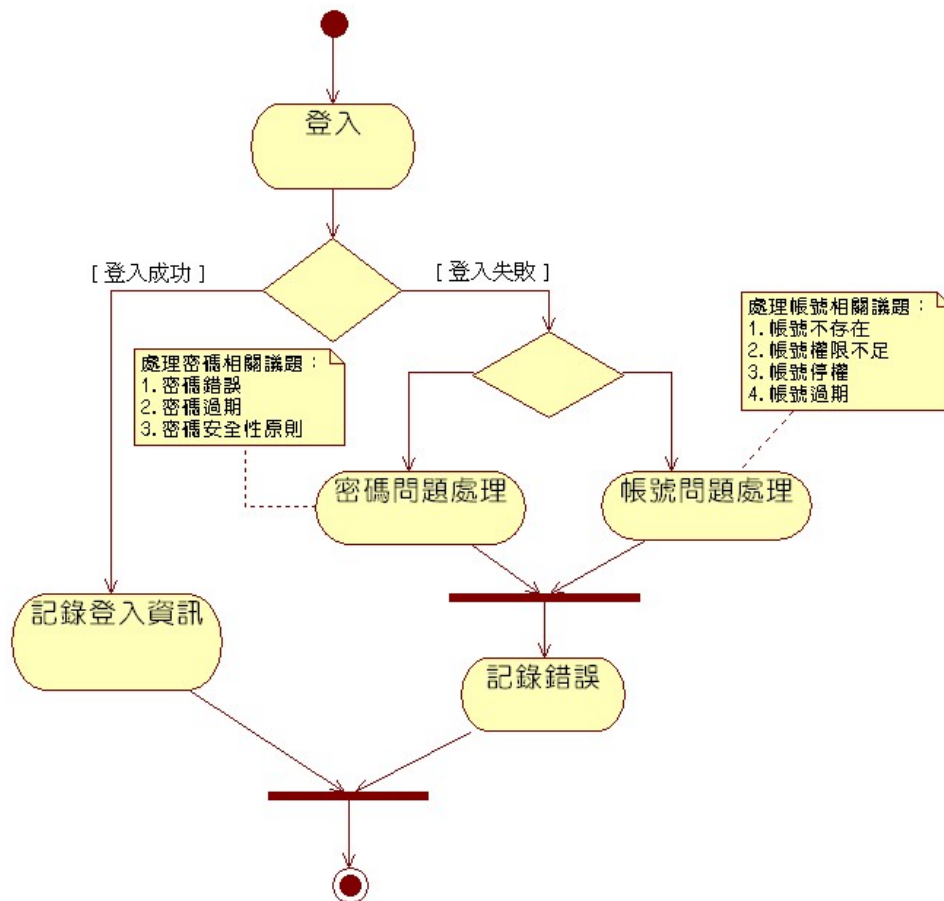 登入
[ 登入成功 ]
[ 登入失敗 ]
處理帳號相關議題：
1. 帳號不存在
2. 帳號權限不足
3. 帳號停權
4. 帳號過期
處理密碼相關議題：
1. 密碼錯誤
2. 密碼過期
3. 密碼安全性原則
密碼問題處理
帳號問題處理
記錄登入資訊
記錄錯誤